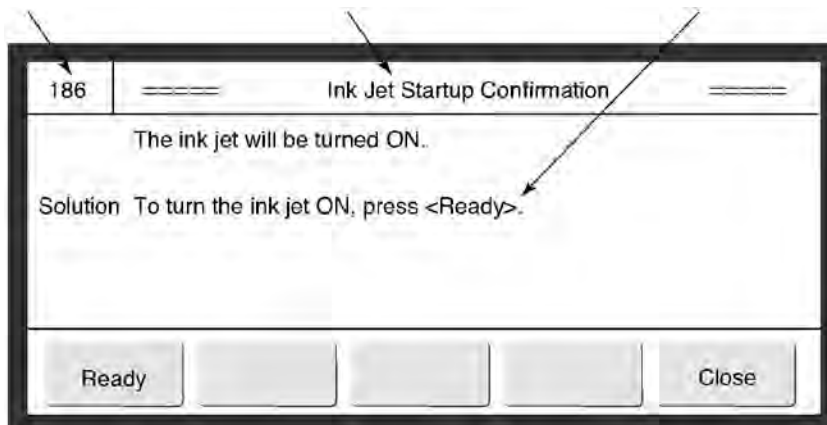 186 ===== Ink Jet Startup Confirmation =====
The ink jet will be turned ON.
Solution To turn the ink jet ON, press <Ready>.
Ready Close